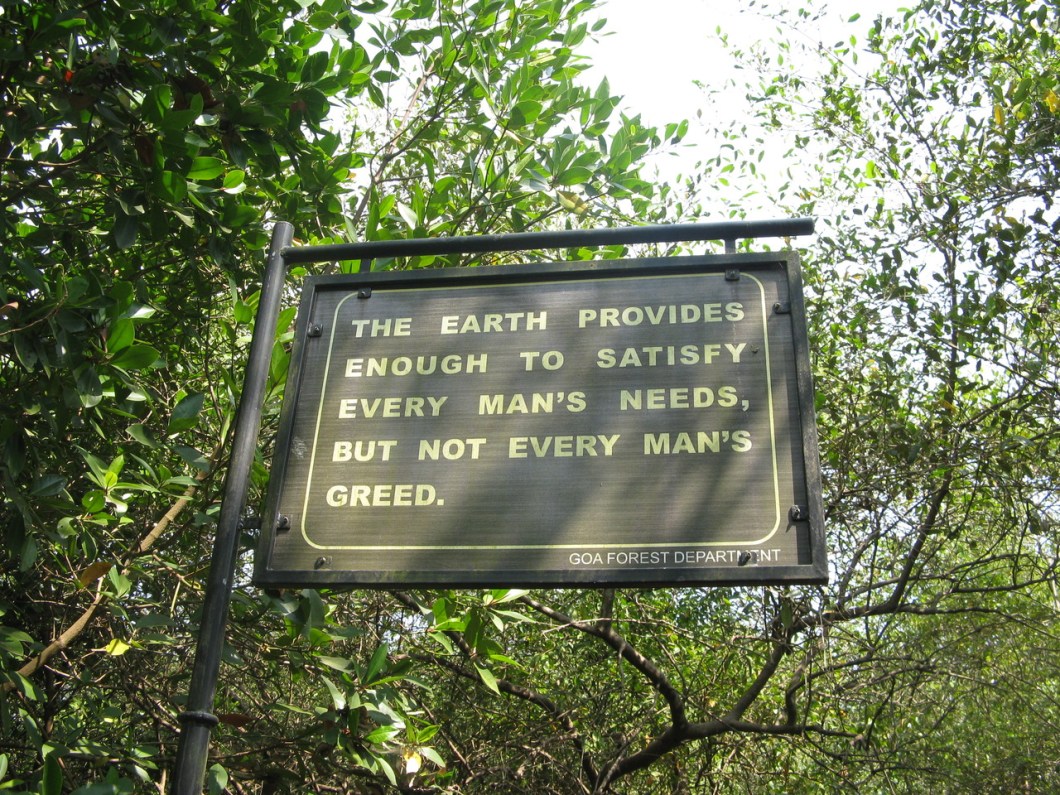 THE EARTH PROVIDES
ENOUGH TO SATISFY
EVERY MAN'S NEEDS,
BUT NOT EVERY MAN'S
GREED.
GOA FOREST DEPARTMENT